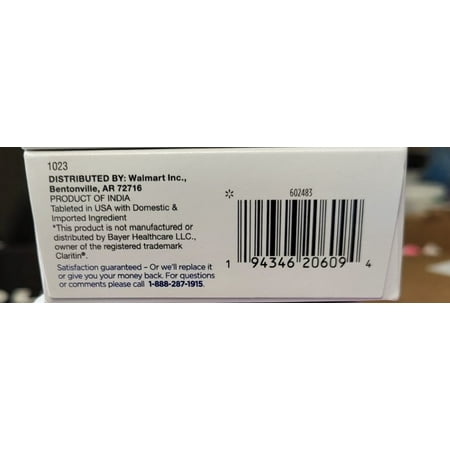 1023
DISTRIBUTED BY: Walmart Inc.,
Bentonville, AR 72716
PRODUCT OF INDIA
Tableted in USA with Domestic &
Imported Ingredient
*This product is not manufactured or
distributed by Bayer Healthcare LLC.,
owner of the registered trademark
Claritin®.
Satisfaction guaranteed – Or we'll replace it
or give you your money back. For questions
or comments please call 1-888-287-1915.
602483
1 94346 20609 4